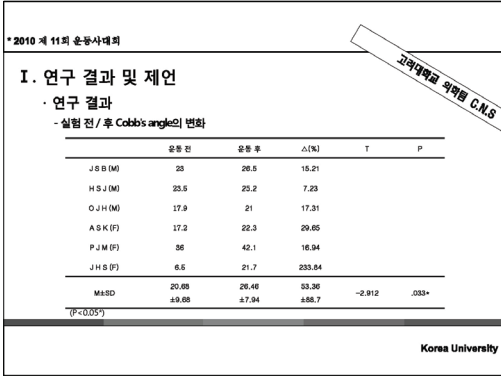 * 2010 제 11회 운동사대회
고려대학교 의학팀 C.N.S
I. 연구 결과 및 제언
· 연구 결과
- 실험 전 / 후 Cobb's angle의 변화
운동 전 운동 후 △(%) T P
J S B (M) 23 26.5 15.21
H S J (M) 23.5 25.2 7.23
O J H (M) 17.9 21 17.31
A S K (F) 17.2 22.3 29.65
P J M (F) 36 42.1 16.94
J H S (F) 6.5 21.7 233.84
M±SD 20.68 ±9.68 26.46 ±7.94 53.36 ±88.7 -2.912 .033*
(P<0.05*)
Korea University